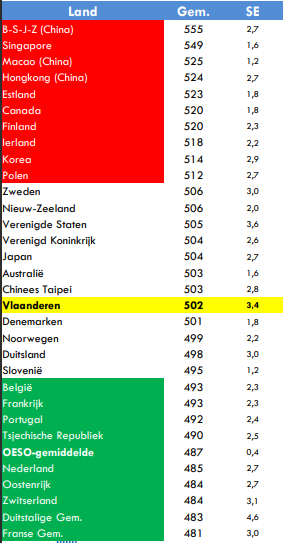 Land Gem. SE
B-S-J-Z (China) 555 2,7
Singapore 549 1,6
Macao (China) 525 1,2
Hongkong (China) 524 2,7
Estland 523 1,8
Canada 520 1,8
Finland 520 2,3
Ierland 518 2,2
Korea 514 2,9
Polen 512 2,7
Zweden 506 3,0
Nieuw-Zeeland 506 2,0
Verenigde Staten 505 3,6
Verenigd Koninkrijk 504 2,6
Japan 504 2,7
Australië 503 1,6
Chinees Taipei 503 2,8
Vlaanderen 502 3,4
Denemarken 501 1,8
Noorwegen 499 2,2
Duitsland 498 3,0
Slovenië 495 1,2
België 493 2,3
Frankrijk 493 2,3
Portugal 492 2,4
Tsjechische Republiek 490 2,5
OESO-gemiddelde 487 0,4
Nederland 485 2,7
Oostenrijk 484 2,7
Zwitserland 484 3,1
Duitstalige Gem. 483 4,6
Franse Gem. 481 3,0